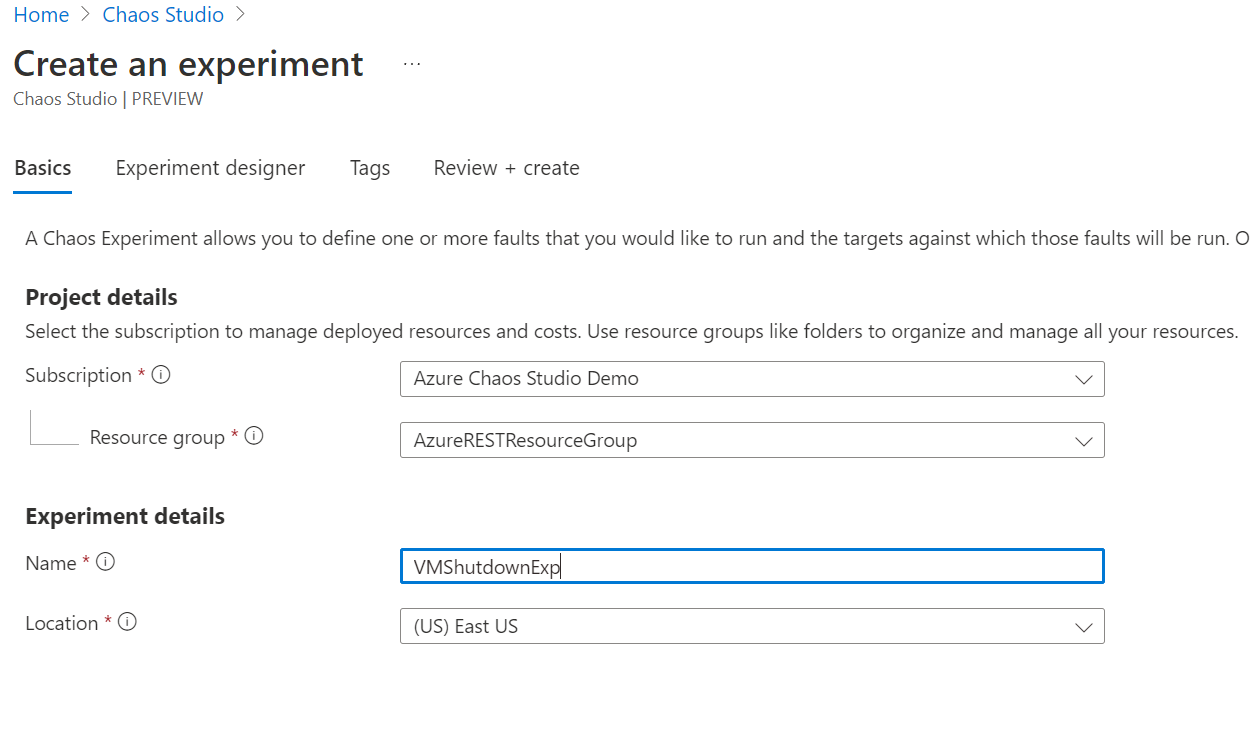 Home > Chaos Studio >
Create an experiment ...
Chaos Studio | PREVIEW
Basics Experiment designer Tags Review + create
A Chaos Experiment allows you to define one or more faults that you would like to run and the targets against which those faults will be run. O
Project details
Select the subscription to manage deployed resources and costs. Use resource groups like folders to organize and manage all your resources.
Subscription * Azure Chaos Studio Demo
Resource group * AzureRESTResourceGroup
Experiment details
Name * VMShutdownExp
Location * (US) East US